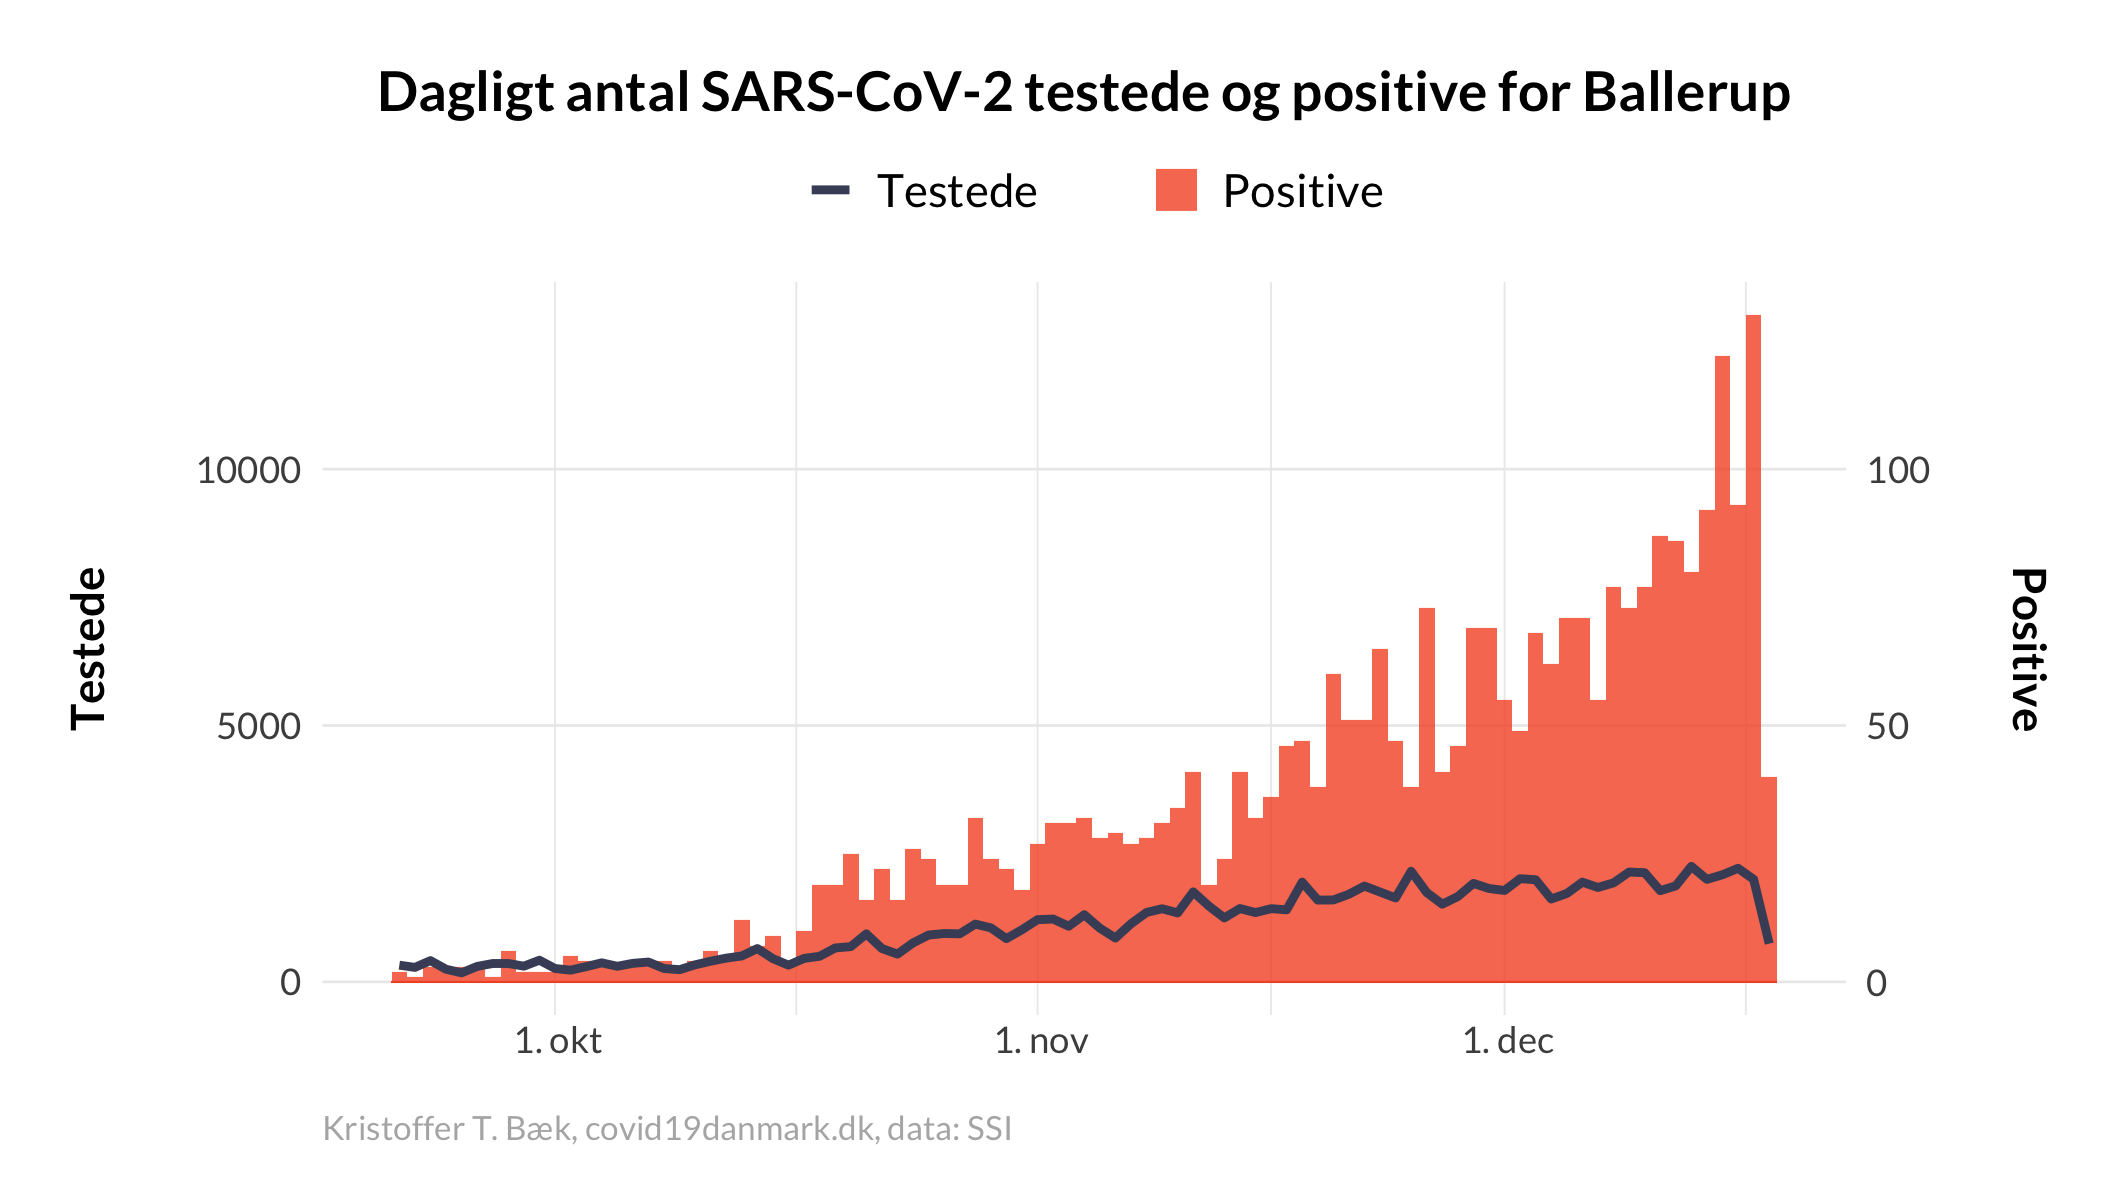 Dagligt antal SARS-CoV-2 testede og positive for Ballerup
Testede
Positive
10000
5000
0
100
50
0
Testede
Positive
1. okt
1. nov
1. dec
Kristoffer T. Bæk, covid19danmark.dk, data: SSI